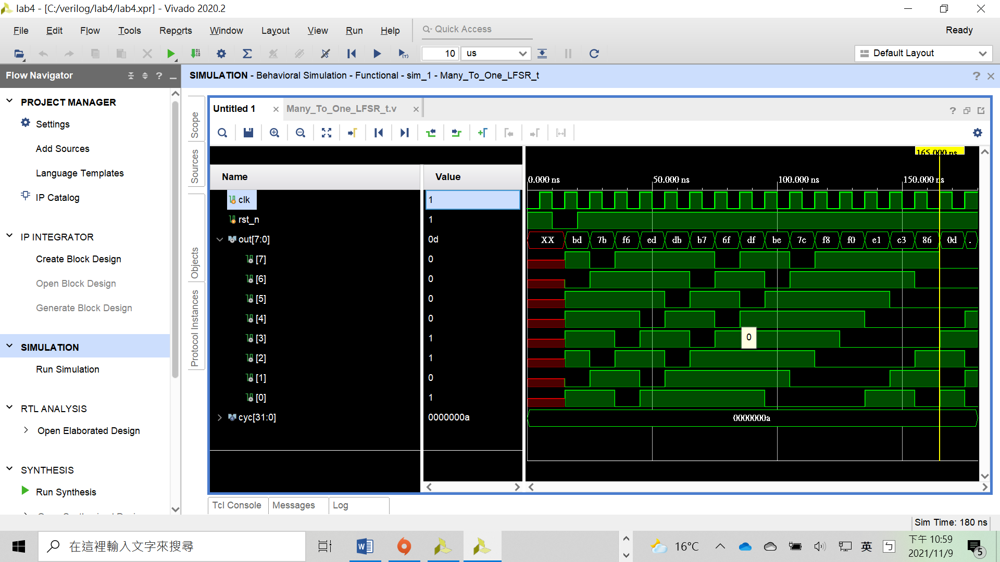 lab4 - [C:/verilog/lab4/lab4.xpr] - Vivado 2020.2
File Edit Flow Tools Reports Window Layout View Run Help Quick Access Ready
10 us Default Layout
Flow Navigator
SIMULATION - Behavioral Simulation - Functional - sim_1 - Many_To_One_LFSR_t
PROJECT MANAGER
Settings
Add Sources
Language Templates
IP Catalog
IP INTEGRATOR
Create Block Design
Open Block Design
Generate Block Design
SIMULATION
Run Simulation
RTL ANALYSIS
Open Elaborated Design
SYNTHESIS
Run Synthesis
Scope
Sources
Objects
Protocol Instances
Untitled 1 Many_To_One_LFSR_t.v
165.000 ns
Name Value
0.000 ns 50.000 ns 100.000 ns 150.000 ns
clk 1
rst_n 1
out[7:0] 0d XX bd 7b f6 ed db b7 6f df be 7c f8 f0 e1 c3 86 0d .
[7] 0
[6] 0
[5] 0
[4] 0
[3] 1 0
[2] 1
[1] 0
[0] 1
cyc[31:0] 0000000a 0000000a
Tcl Console Messages Log
Sim Time: 180 ns
在這裡輸入文字來搜尋
16°C 英 ㄅ
下午 10:59
2021/11/9
5